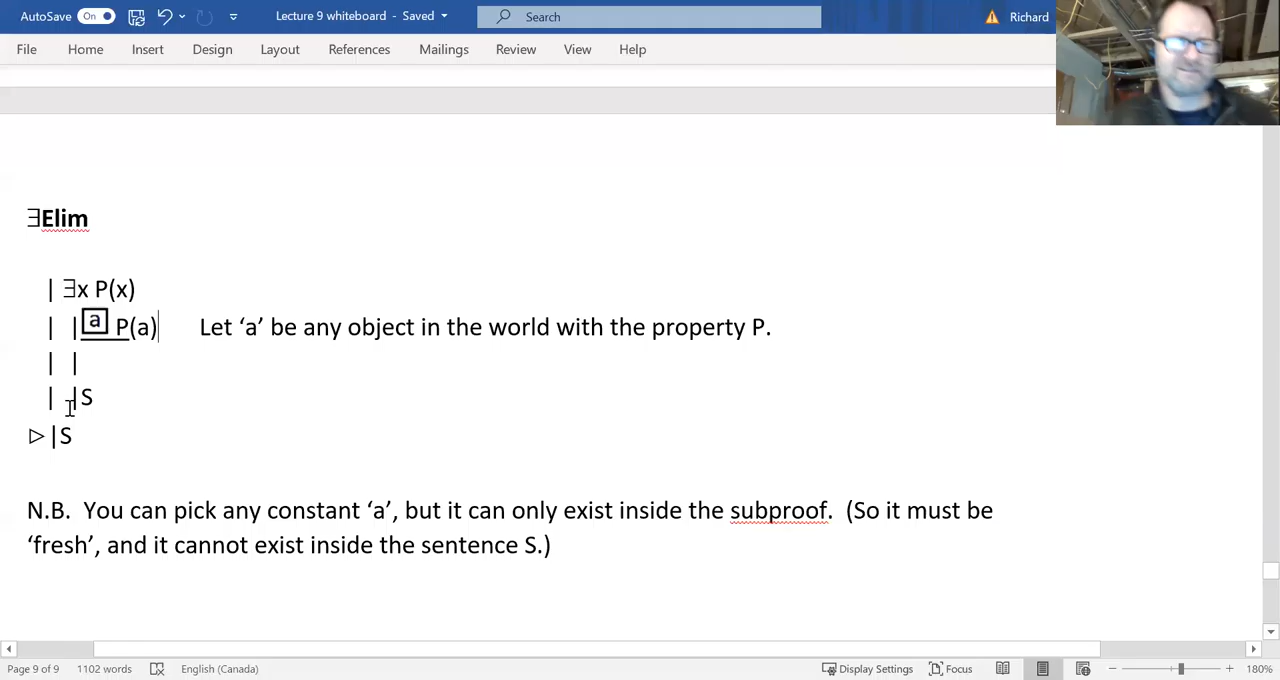 AutoSave On Lecture 9 whiteboard - Saved Search Richard
File Home Insert Design Layout References Mailings Review View Help
∃Elim
| ∃x P(x)
| | a P(a) Let ‘a’ be any object in the world with the property P.
| |
| |S
▷|S
N.B. You can pick any constant ‘a’, but it can only exist inside the subproof. (So it must be
‘fresh’, and it cannot exist inside the sentence S.)
Page 9 of 9 1102 words English (Canada) Display Settings Focus 180%